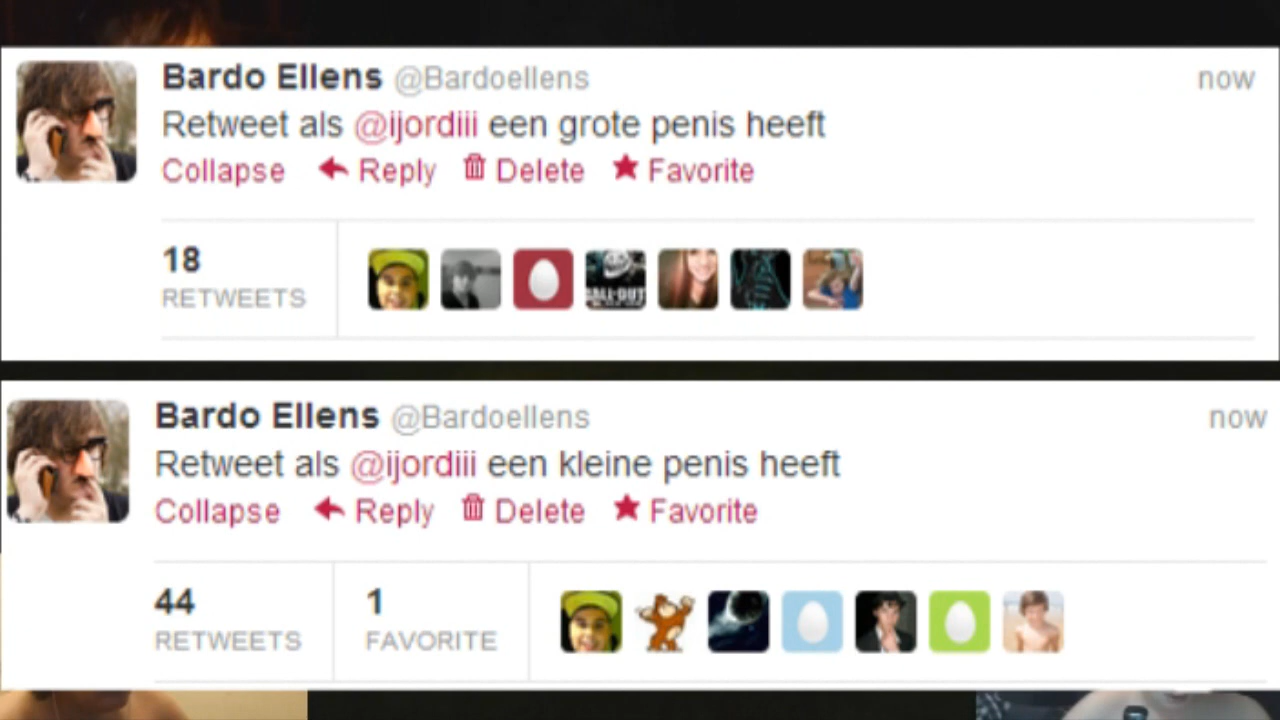 Bardo Ellens @Bardoellens now
Retweet als @ijordiii een grote penis heeft
Collapse Reply Delete Favorite
18
RETWEETS
Bardo Ellens @Bardoellens now
Retweet als @ijordiii een kleine penis heeft
Collapse Reply Delete Favorite
44 1
RETWEETS FAVORITE